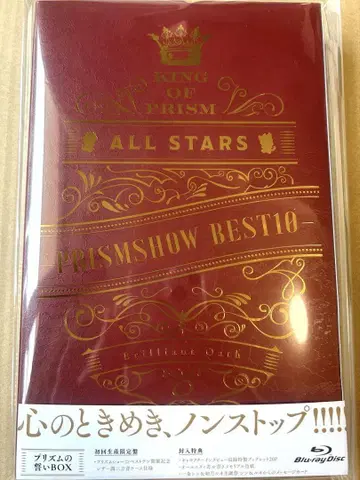 KING
OF
PRISM
ALL STARS
-PRISMSHOW BEST10-
Brilliant Oath
心のときめき、ノンストップ!!!!!
プリズムの
誓いBOX
初回生産限定盤
封入特典
Blu-ray Disc